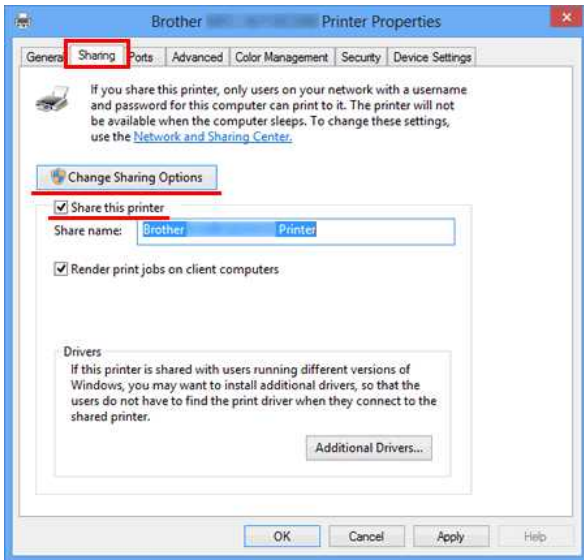 Brother Printer Properties
General Sharing Ports Advanced Color Management Security Device Settings
If you share this printer, only users on your network with a username
and password for this computer can print to it. The printer will not
be available when the computer sleeps. To change these settings,
use the Network and Sharing Center.
Change Sharing Options
Share this printer
Share name: Brother Printer
Render print jobs on client computers
Drivers
If this printer is shared with users running different versions of
Windows, you may want to install additional drivers, so that the
users do not have to find the print driver when they connect to the
shared printer.
Additional Drivers...
OK Cancel Apply Help